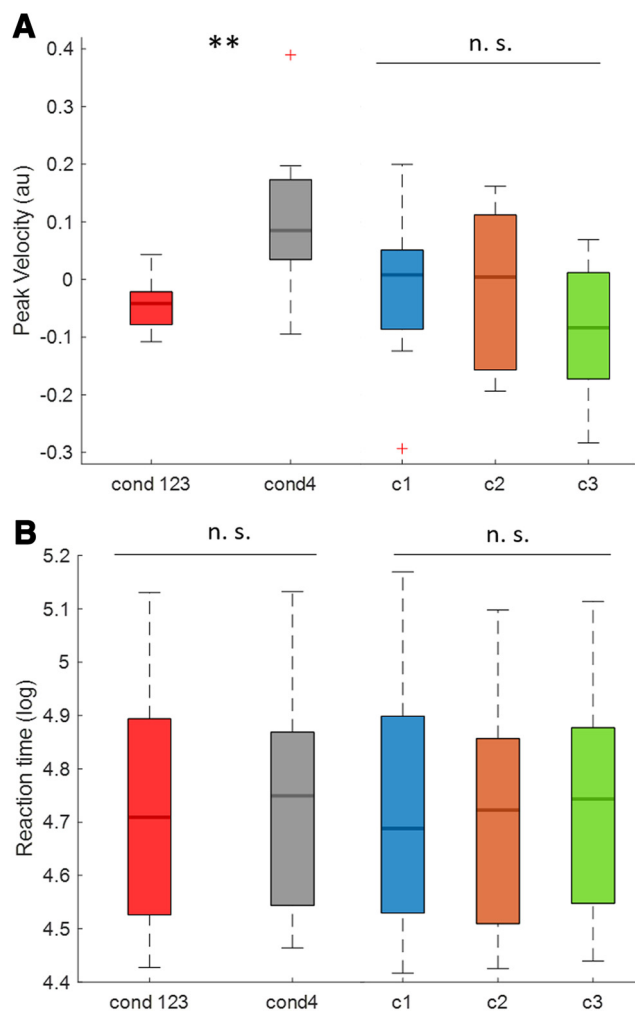 A
** n. s.
0.4
0.3
0.2
0.1
0
-0.1
-0.2
-0.3
Peak Velocity (au)
cond 123 cond4 c1 c2 c3
B
n. s. n. s.
5.2
5.1
5
4.9
4.8
4.7
4.6
4.5
4.4
Reaction time (log)
cond 123 cond4 c1 c2 c3